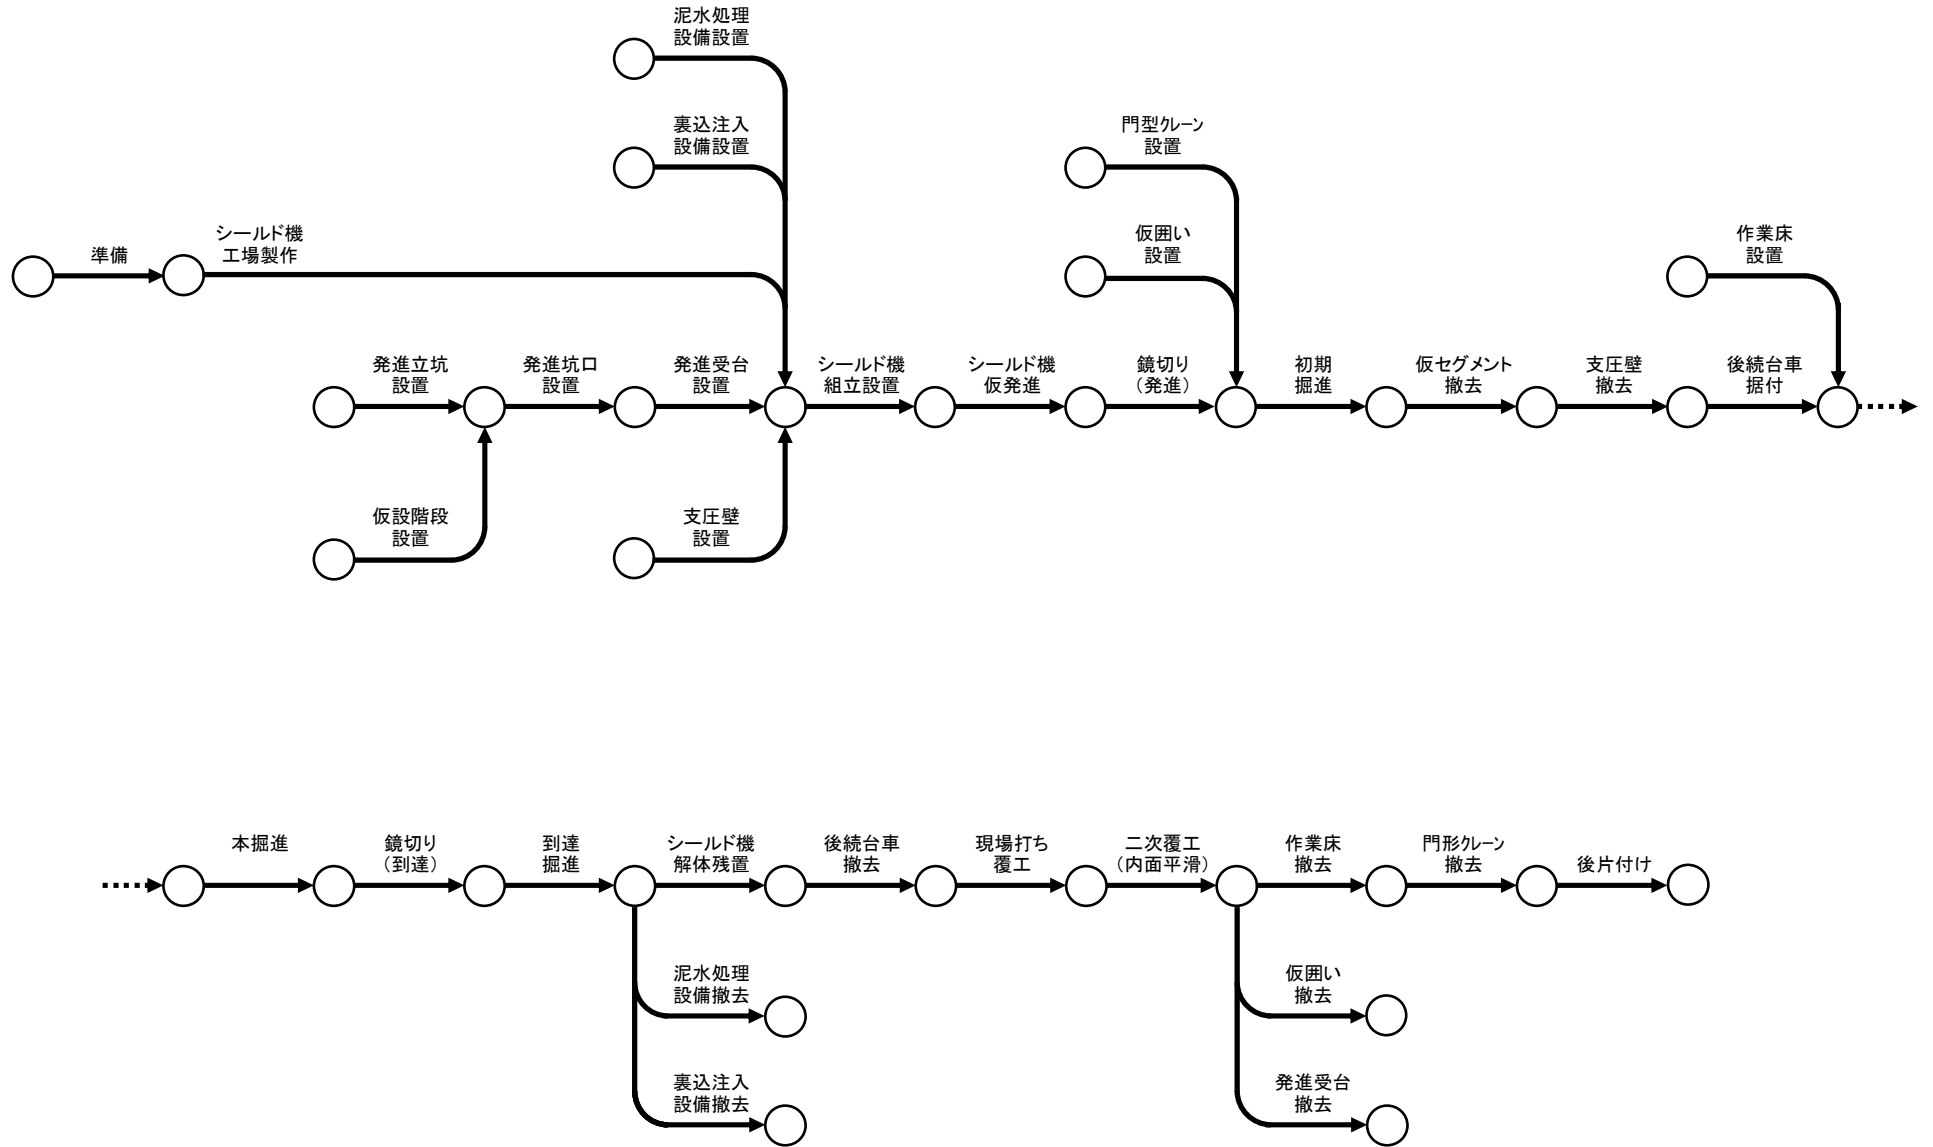 泥水処理
設備設置
裏込注入
設備設置
門型クレーン
設置
準備
シールド機
工場製作
仮囲い
設置
作業床
設置
発進立坑
設置
発進坑口
設置
発進受台
設置
シールド機
組立設置
シールド機
仮発進
鏡切り
（発進）
初期
掘進
仮セグメント
撤去
支圧壁
撤去
後続台車
据付
仮設階段
設置
支圧壁
設置
本掘進
鏡切り
（到達）
到達
掘進
シールド機
解体残置
後続台車
撤去
現場打ち
覆工
二次覆工
（内面平滑）
作業床
撤去
門形クレーン
撤去
後片付け
泥水処理
設備撤去
仮囲い
撤去
裏込注入
設備撤去
発進受台
撤去